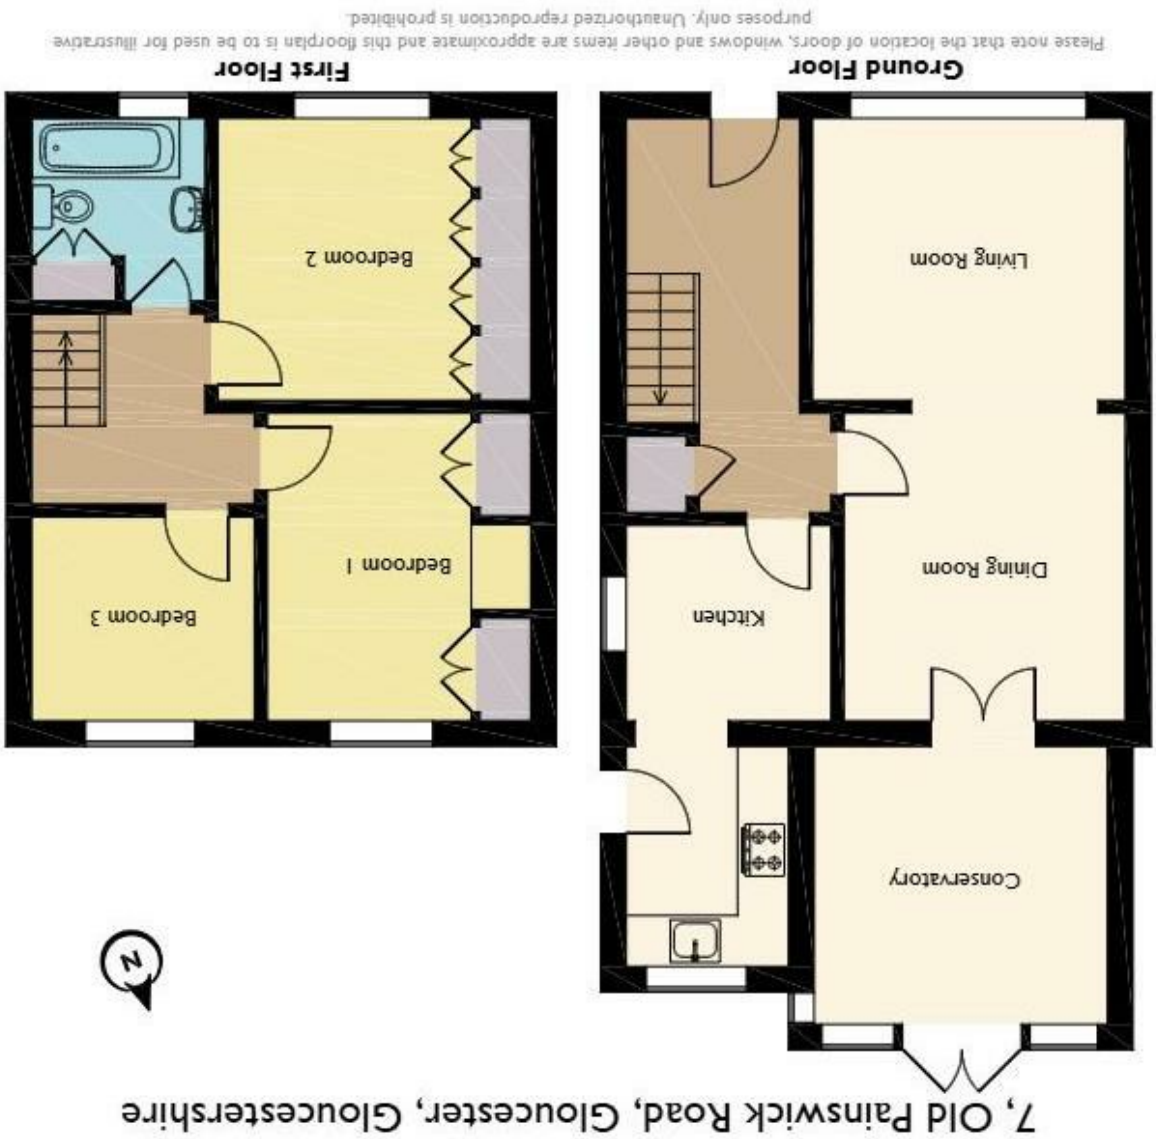 7, Old Painswick Road, Gloucester, Gloucestershire
N
Conservatory
Kitchen
Dining Room
Living Room
Bedroom 1
Bedroom 3
Bedroom 2
Ground Floor
First Floor
Please note that the location of doors, windows and other items are approximate and this floorplan is to be used for illustrative
purposes only. Unauthorized reproduction is prohibited.